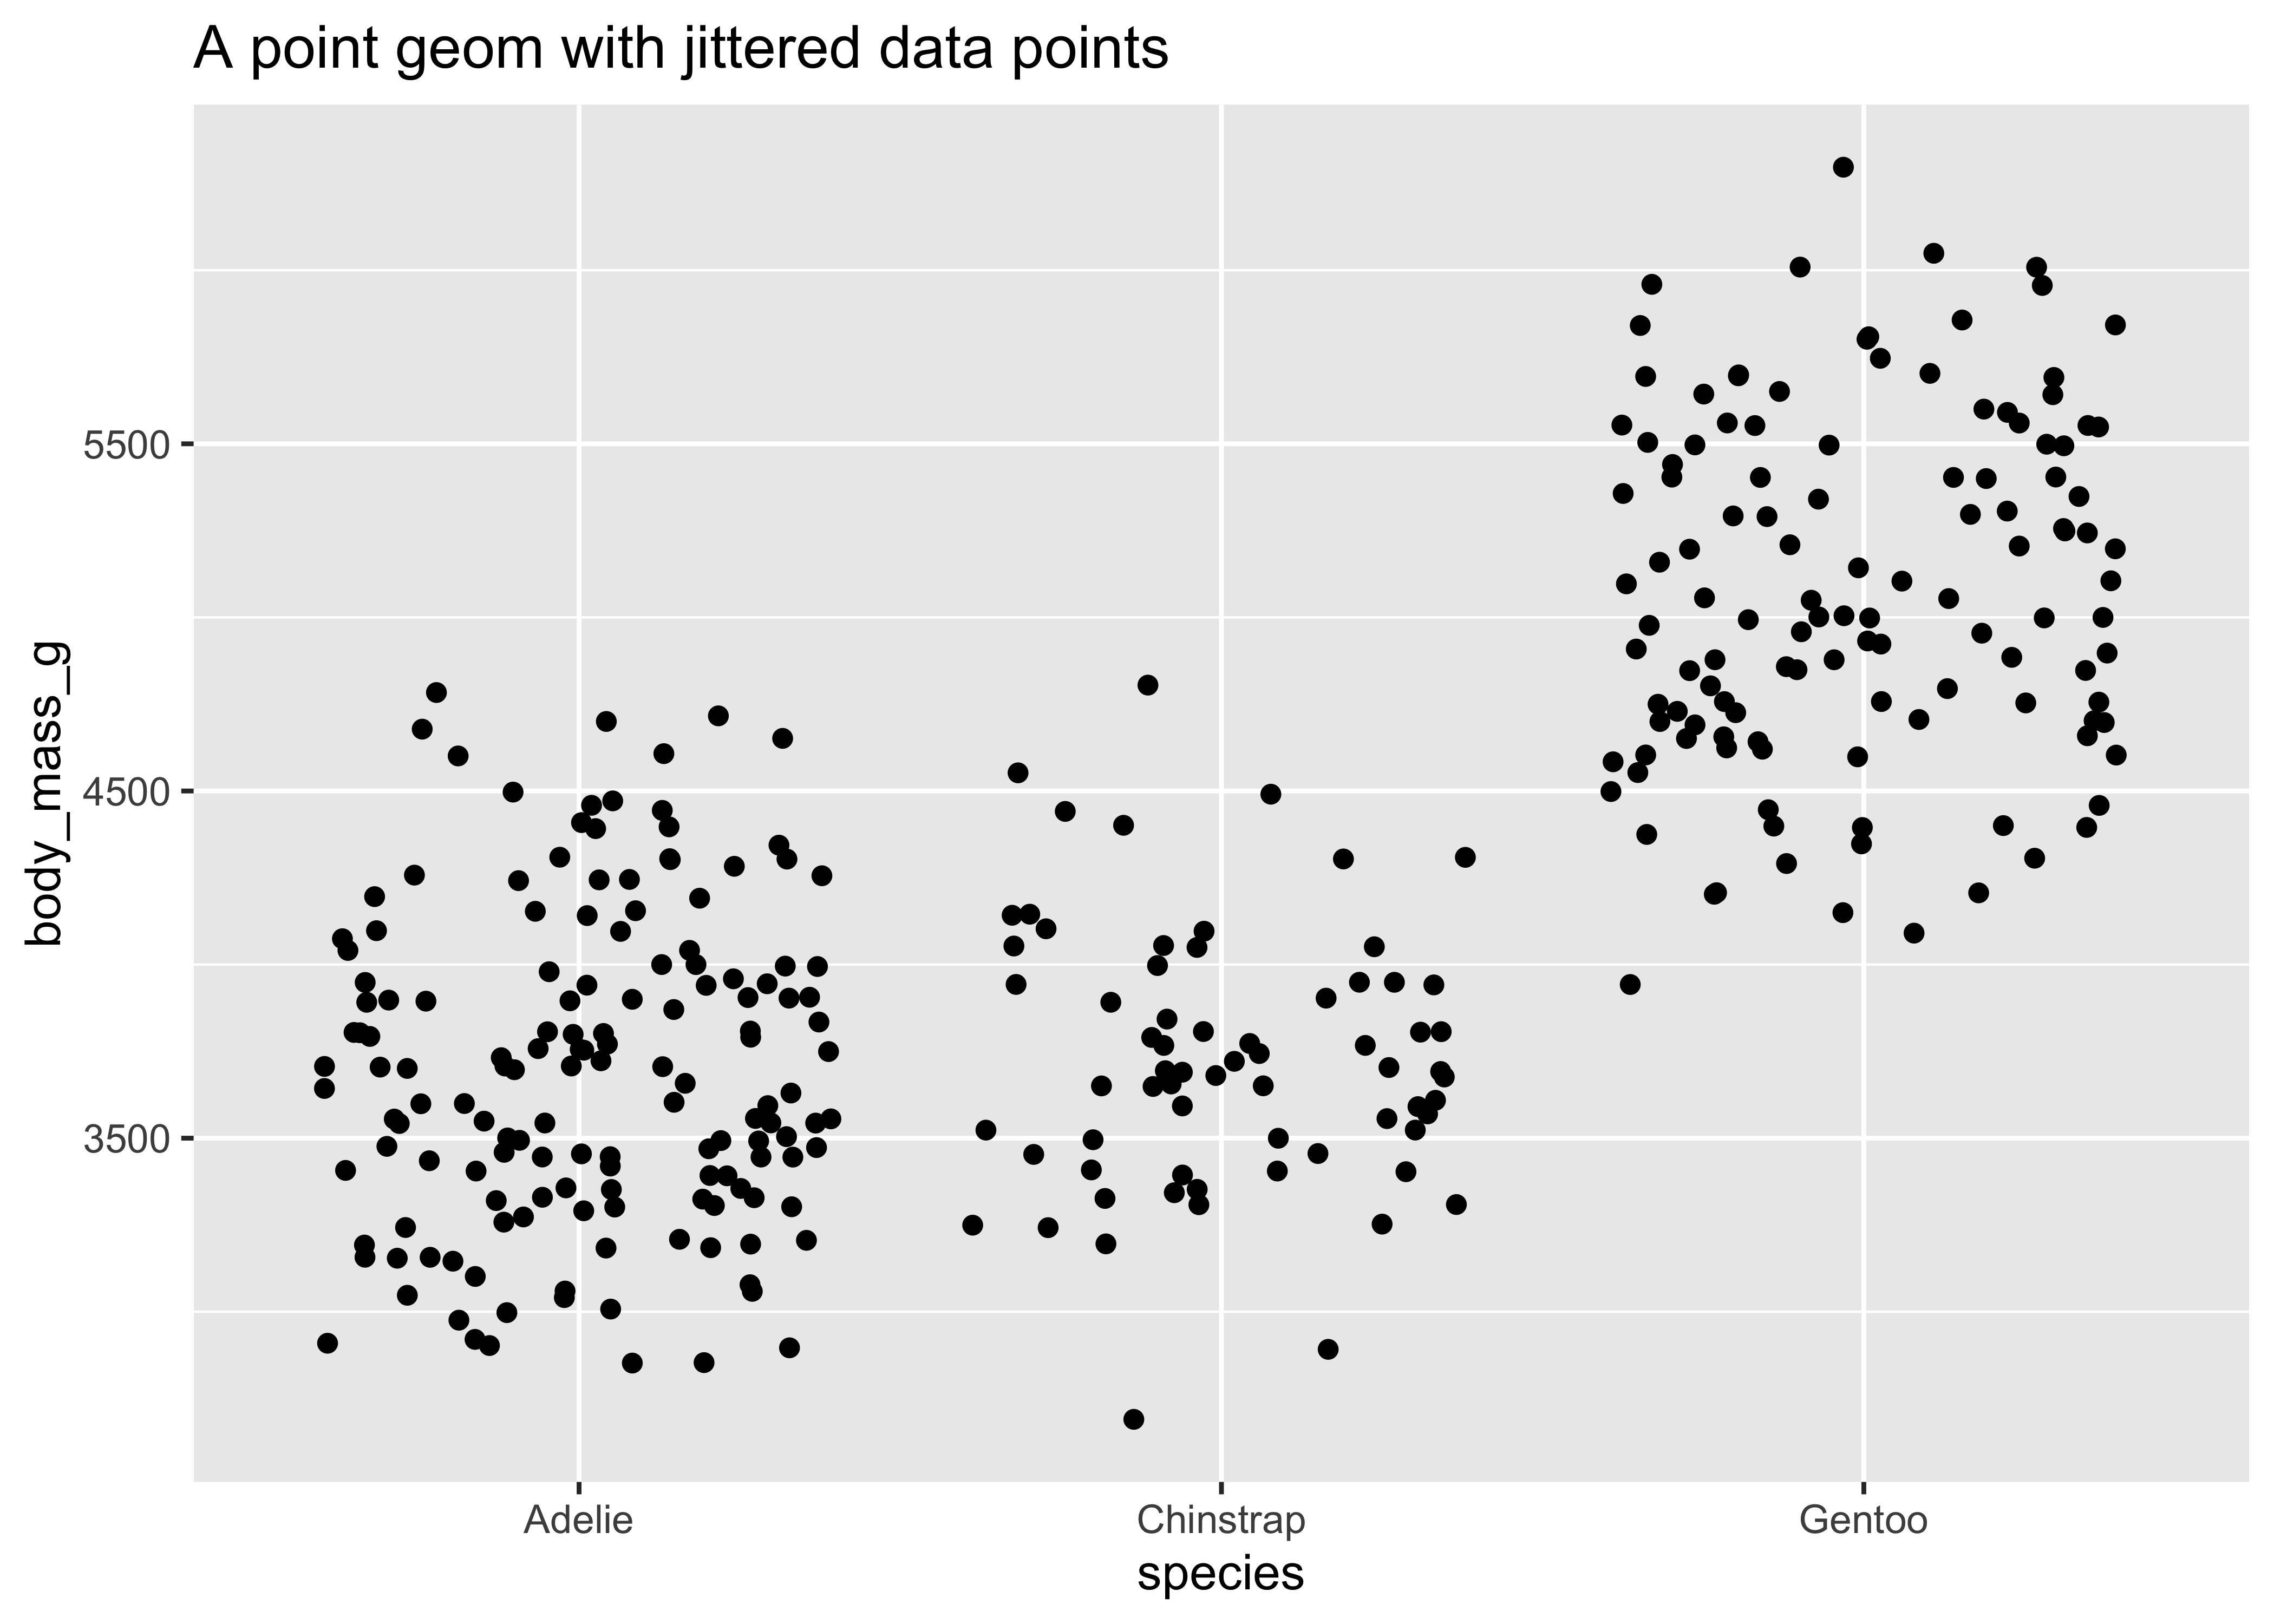 A point geom with jittered data points
body_mass_g
5500
4500
3500
Adelie
Chinstrap
Gentoo
species